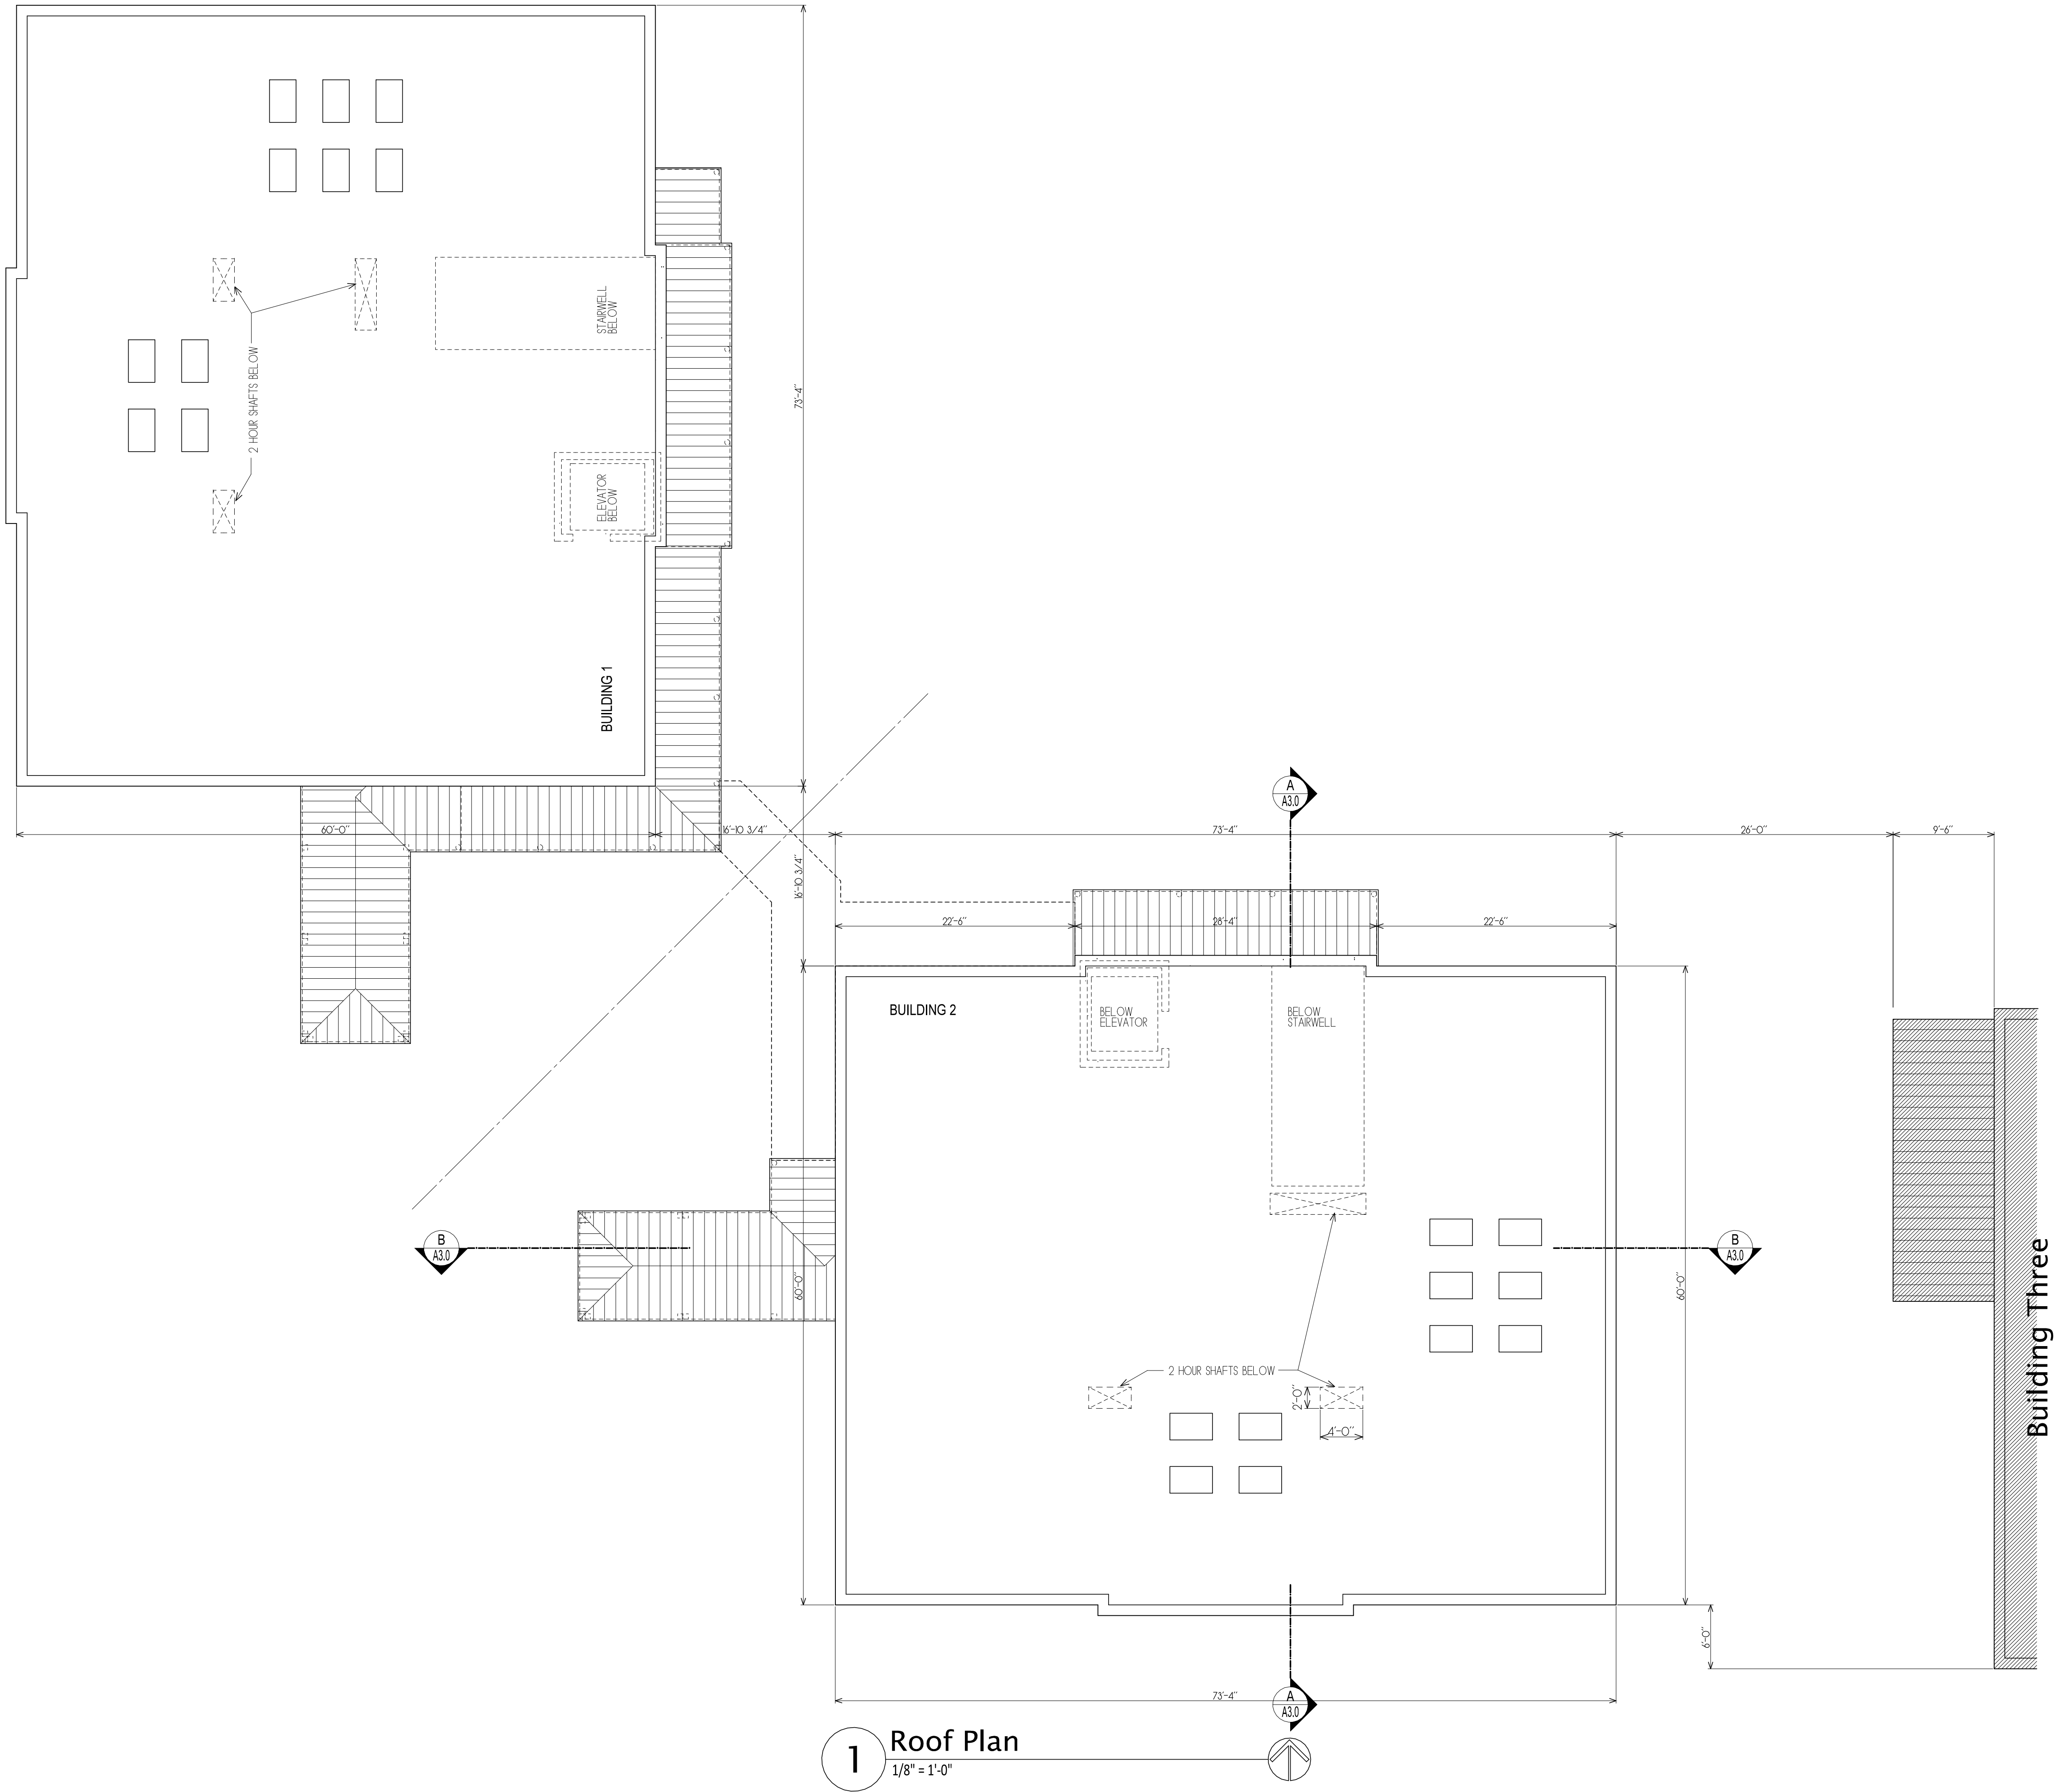 STAIRWELL
BELOW
2 HOUR SHAFTS BELOW
73'-4"
ELEVATOR
BELOW
BUILDING 1
A
A3.0
60'-0"
16'-10 3/4"
73'-4"
26'-0"
9'-6"
16'-10 3/4"
22'-6"
28'-4"
22'-6"
BUILDING 2
BELOW
ELEVATOR
BELOW
STAIRWELL
B
A3.0
B
A3.0
60'-0"
60'-0"
Building Three
2 HOUR SHAFTS BELOW
2'-0"
4'-0"
6'-0"
73'-4"
A
A3.0
1
Roof Plan
1/8" = 1'-0"